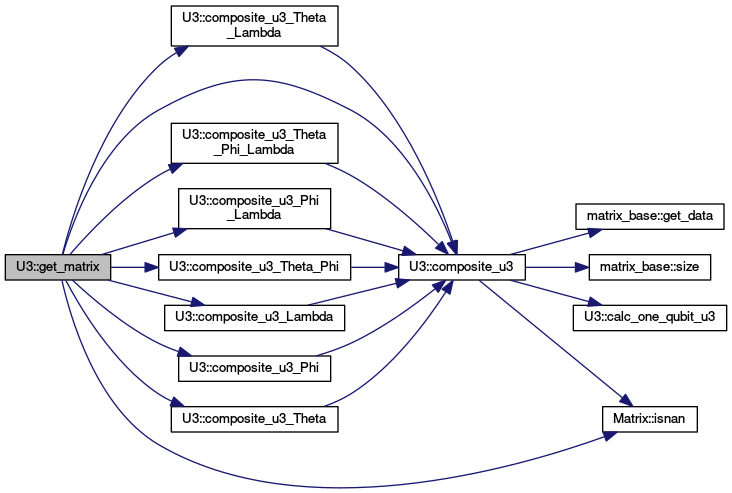 U3::composite_u3_Theta
_Lambda
U3::composite_u3_Theta
_Phi_Lambda
U3::composite_u3_Phi
_Lambda
matrix_base::get_data
U3::get_matrix
U3::composite_u3_Theta_Phi
U3::composite_u3
matrix_base::size
U3::composite_u3_Lambda
U3::calc_one_qubit_u3
U3::composite_u3_Phi
U3::composite_u3_Theta
Matrix::isnan